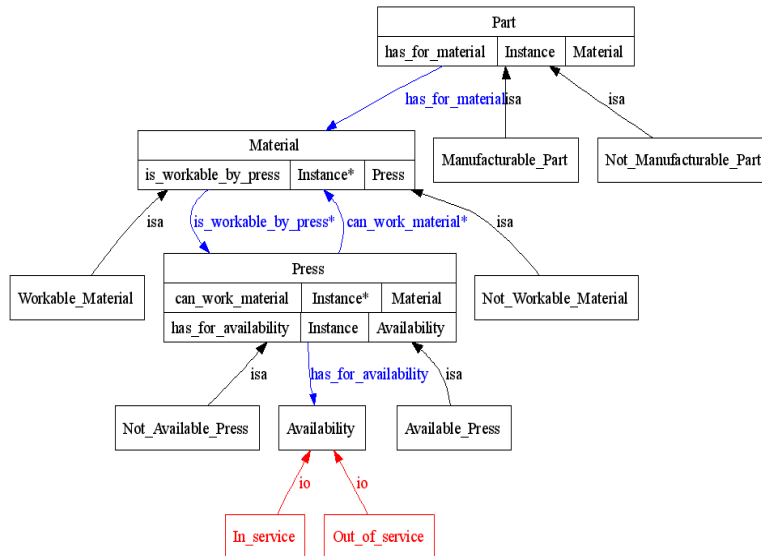 Part
has_for_material Instance Material
has_for_material isa isa
Material
is_workable_by_press Instance* Press
Manufacturable_Part Not_Manufacturable_Part
isa is_workable_by_press* can_work_material* isa
Press
can_work_material Instance* Material
has_for_availability Instance Availability
Workable_Material Not_Workable_Material
isa has_for_availability isa
Not_Available_Press Availability Available_Press
io io
In_service Out_of_service